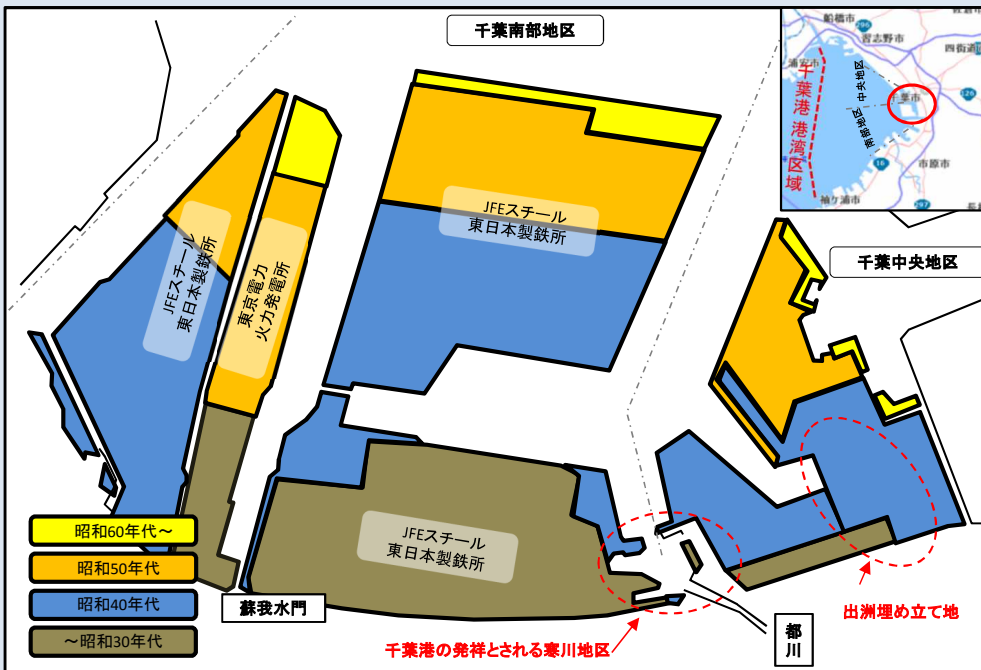 千葉南部地区
船橋市
296
習志野市
四街道
浦安市
中央地区
千葉市
126
千葉港 港湾区域
南部地区
16
市原市
袖ケ浦市
297
千葉中央地区
JFEスチール
東日本製鉄所
東京電力
火力発電所
JFEスチール
東日本製鉄所
JFEスチール
東日本製鉄所
昭和60年代~
昭和50年代
昭和40年代
~昭和30年代
蘇我水門
千葉港の発祥とされる寒川地区
都川
出洲埋め立て地